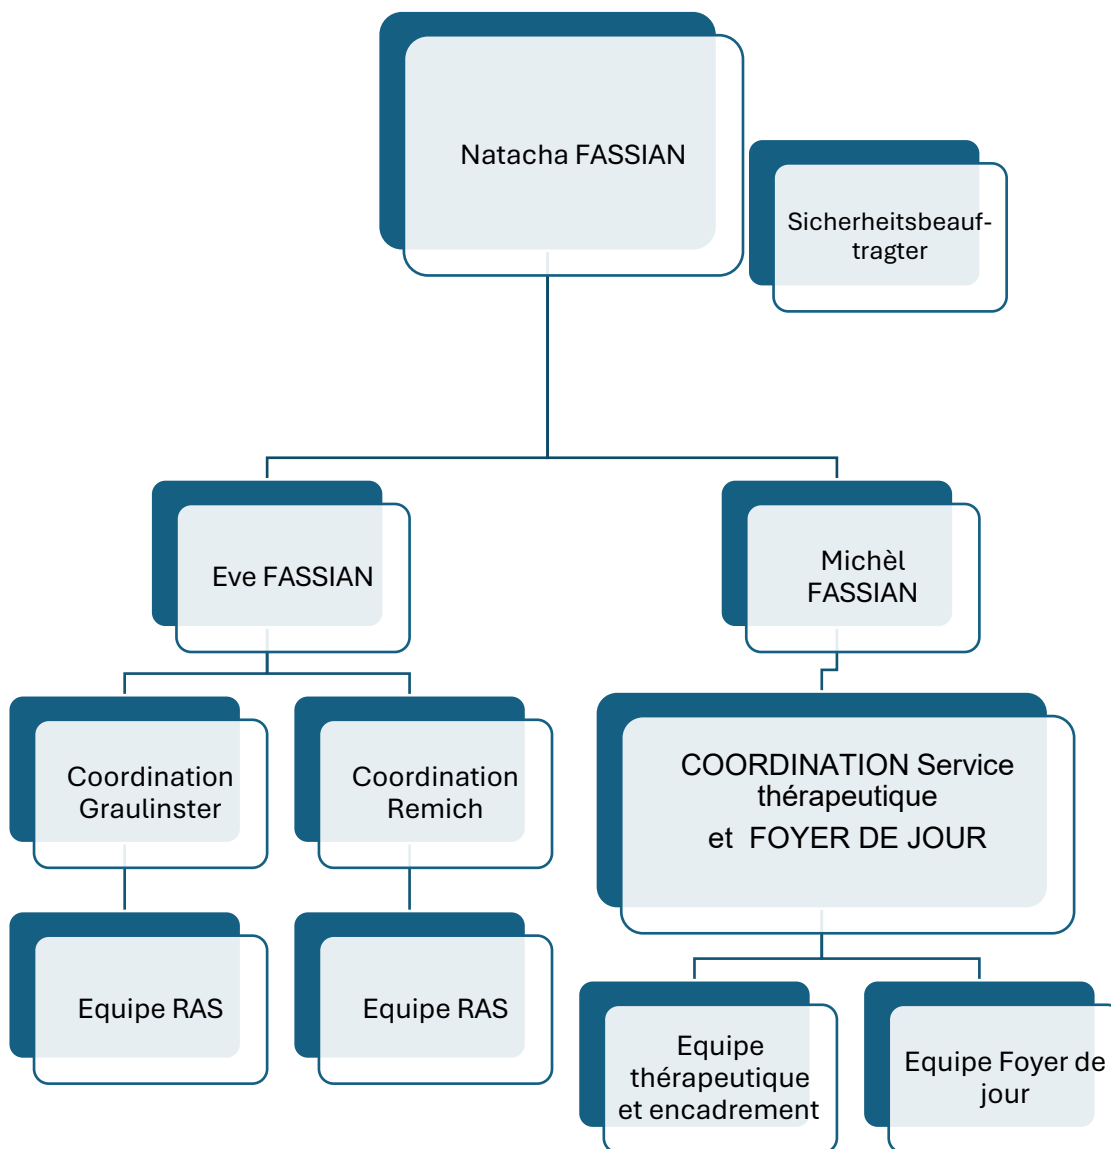 Natacha FASSIAN
Sicherheitsbeauf-
tragter
Eve FASSIAN
Michèl
FASSIAN
Coordination
Graulinster
Coordination
Remich
COORDINATION Service
thérapeutique
et FOYER DE JOUR
Equipe RAS
Equipe RAS
Equipe
thérapeutique
et encadrement
Equipe Foyer de
jour